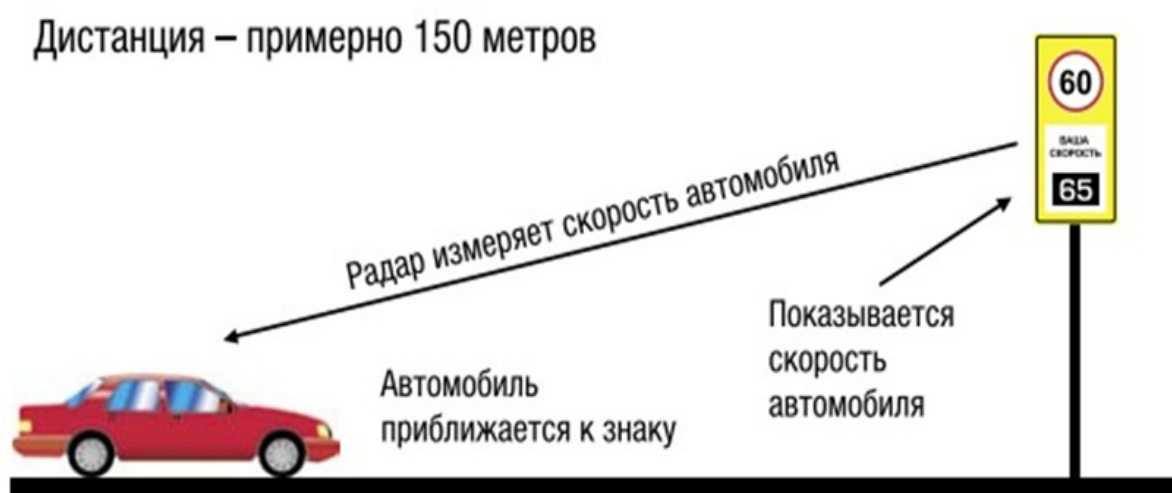 Дистанция – примерно 150 метров
60
ВАША
СКОРОСТЬ
65
Радар измеряет скорость автомобиля
Показывается
скорость
автомобиля
Автомобиль
приближается к знаку